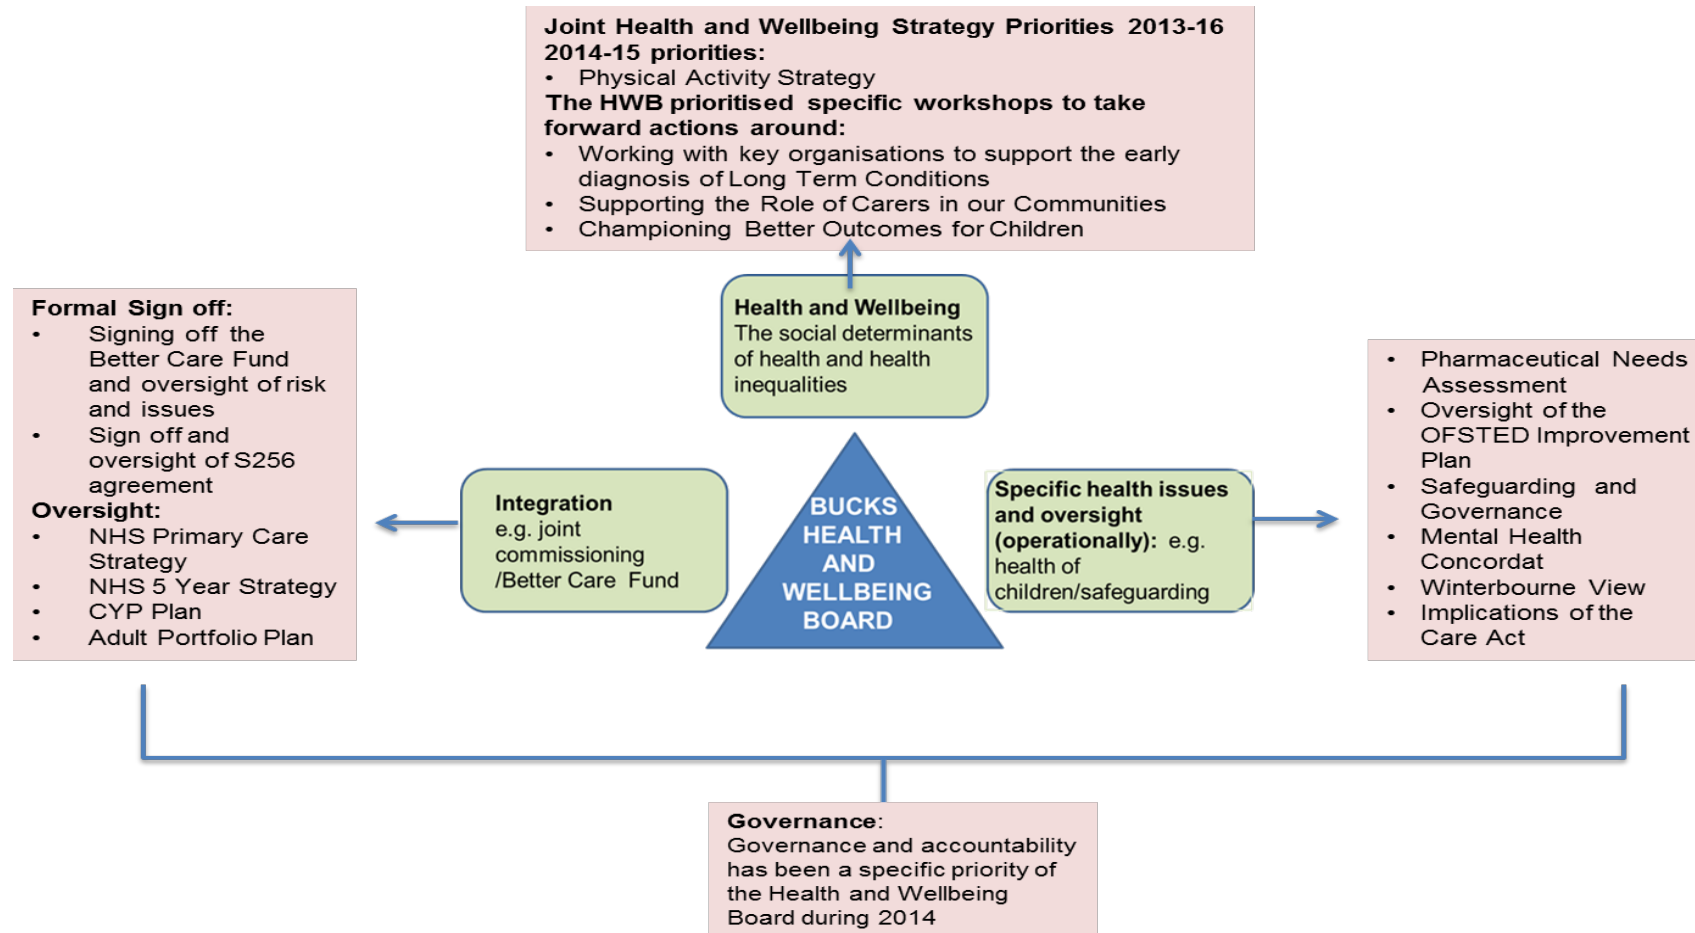 Joint Health and Wellbeing Strategy Priorities 2013-16
2014-15 priorities:
• Physical Activity Strategy
The HWB prioritised specific workshops to take
forward actions around:
• Working with key organisations to support the early
diagnosis of Long Term Conditions
• Supporting the Role of Carers in our Communities
• Championing Better Outcomes for Children
Health and Wellbeing
The social determinants
of health and health
inequalities
Formal Sign off:
• Signing off the
Better Care Fund
and oversight of risk
and issues
• Sign off and
oversight of S256
agreement
Oversight:
• NHS Primary Care
Strategy
• NHS 5 Year Strategy
• CYP Plan
• Adult Portfolio Plan
Integration
e.g. joint
commissioning
/Better Care Fund
BUCKS
HEALTH
AND
WELLBEING
BOARD
Specific health issues
and oversight
(operationally): e.g.
health of
children/safeguarding
• Pharmaceutical Needs
Assessment
• Oversight of the
OFSTED Improvement
Plan
• Safeguarding and
Governance
• Mental Health
Concordat
• Winterbourne View
• Implications of the
Care Act
Governance:
Governance and accountability
has been a specific priority of
the Health and Wellbeing
Board during 2014